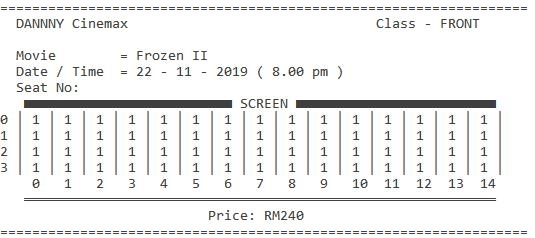 DANNNY Cinemax Class - FRONT
Movie = Frozen II
Date / Time = 22 - 11 - 2019 ( 8.00 pm )
Seat No:
SCREEN
0 | 1 | 1 | 1 | 1 | 1 | 1 | 1 | 1 | 1 | 1 | 1 | 1 | 1 | 1 | 1 |
1 | 1 | 1 | 1 | 1 | 1 | 1 | 1 | 1 | 1 | 1 | 1 | 1 | 1 | 1 | 1 |
2 | 1 | 1 | 1 | 1 | 1 | 1 | 1 | 1 | 1 | 1 | 1 | 1 | 1 | 1 | 1 |
3 | 1 | 1 | 1 | 1 | 1 | 1 | 1 | 1 | 1 | 1 | 1 | 1 | 1 | 1 | 1 |
0 1 2 3 4 5 6 7 8 9 10 11 12 13 14
Price: RM240